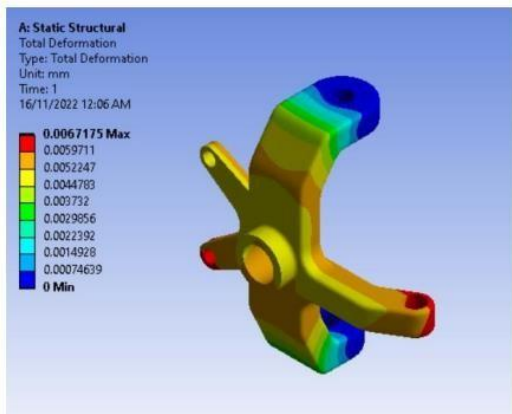 A: Static Structural
Total Deformation
Type: Total Deformation
Unit: mm
Time: 1
16/11/2022 12:06 AM
0.0067175 Max
0.0059711
0.0052247
0.0044783
0.003732
0.0029856
0.0022392
0.0014928
0.00074639
0 Min